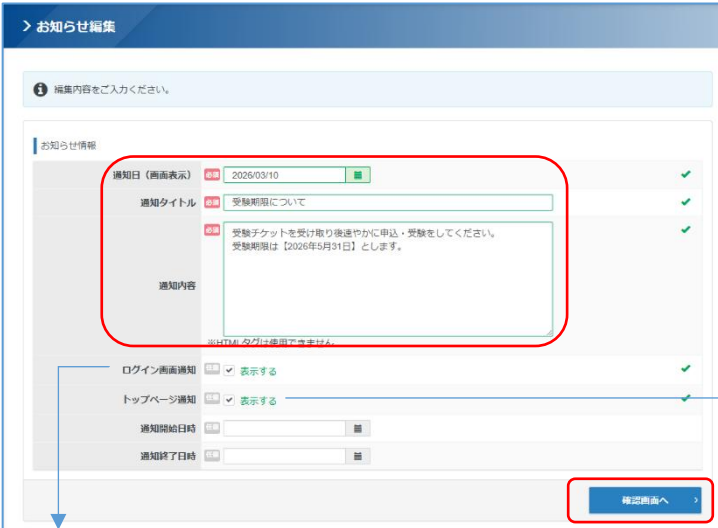 お知らせ編集
編集内容をご入力ください。
お知らせ情報
通知日（画面表示） 必須 2026/03/10
通知タイトル 必須 受験期限について
通知内容 必須 受験チケットを受け取り後速やかに申込・受験をしてください。
受験期限は【2026年5月31日】とします。
※HTMLタグは使用できません
ログイン画面通知 任意 表示する
トップページ通知 任意 表示する
通知開始日時 任意
通知終了日時 任意
確認画面へ